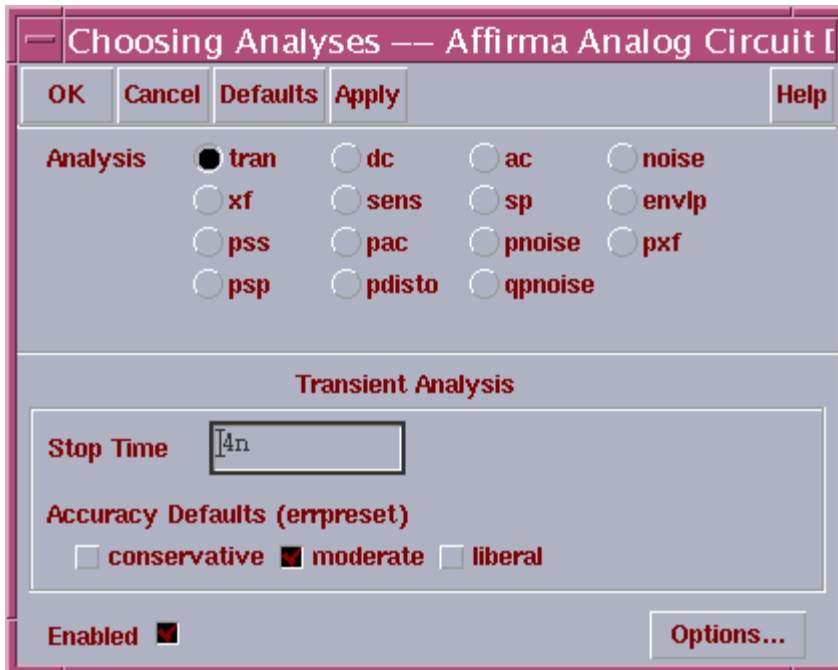 Choosing Analyses –– Affirma Analog Circuit [
OK Cancel Defaults Apply Help
Analysis tran dc ac noise
xf sens sp envlp
pss pac pnoise pxf
psp pdisto qpnoise
Transient Analysis
Stop Time 4n
Accuracy Defaults (errpreset)
conservative moderate liberal
Enabled Options...